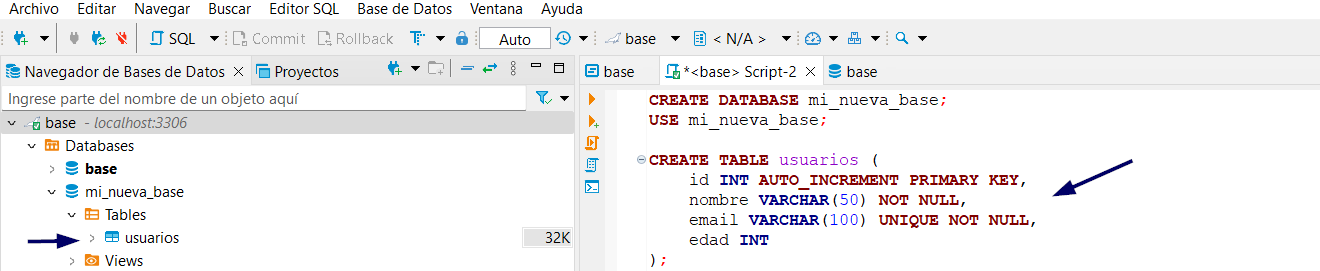 Archivo Editar Navegar Buscar Editor SQL Base de Datos Ventana Ayuda
SQL Commit Rollback Auto base < N/A >
Navegador de Bases de Datos Proyectos
Ingrese parte del nombre de un objeto aquí
base - localhost:3306
Databases
base
mi_nueva_base
Tables
usuarios 32K
Views
base *<base> Script-2 base
CREATE DATABASE mi_nueva_base;
USE mi_nueva_base;
CREATE TABLE usuarios (
id INT AUTO_INCREMENT PRIMARY KEY,
nombre VARCHAR(50) NOT NULL,
email VARCHAR(100) UNIQUE NOT NULL,
edad INT
);